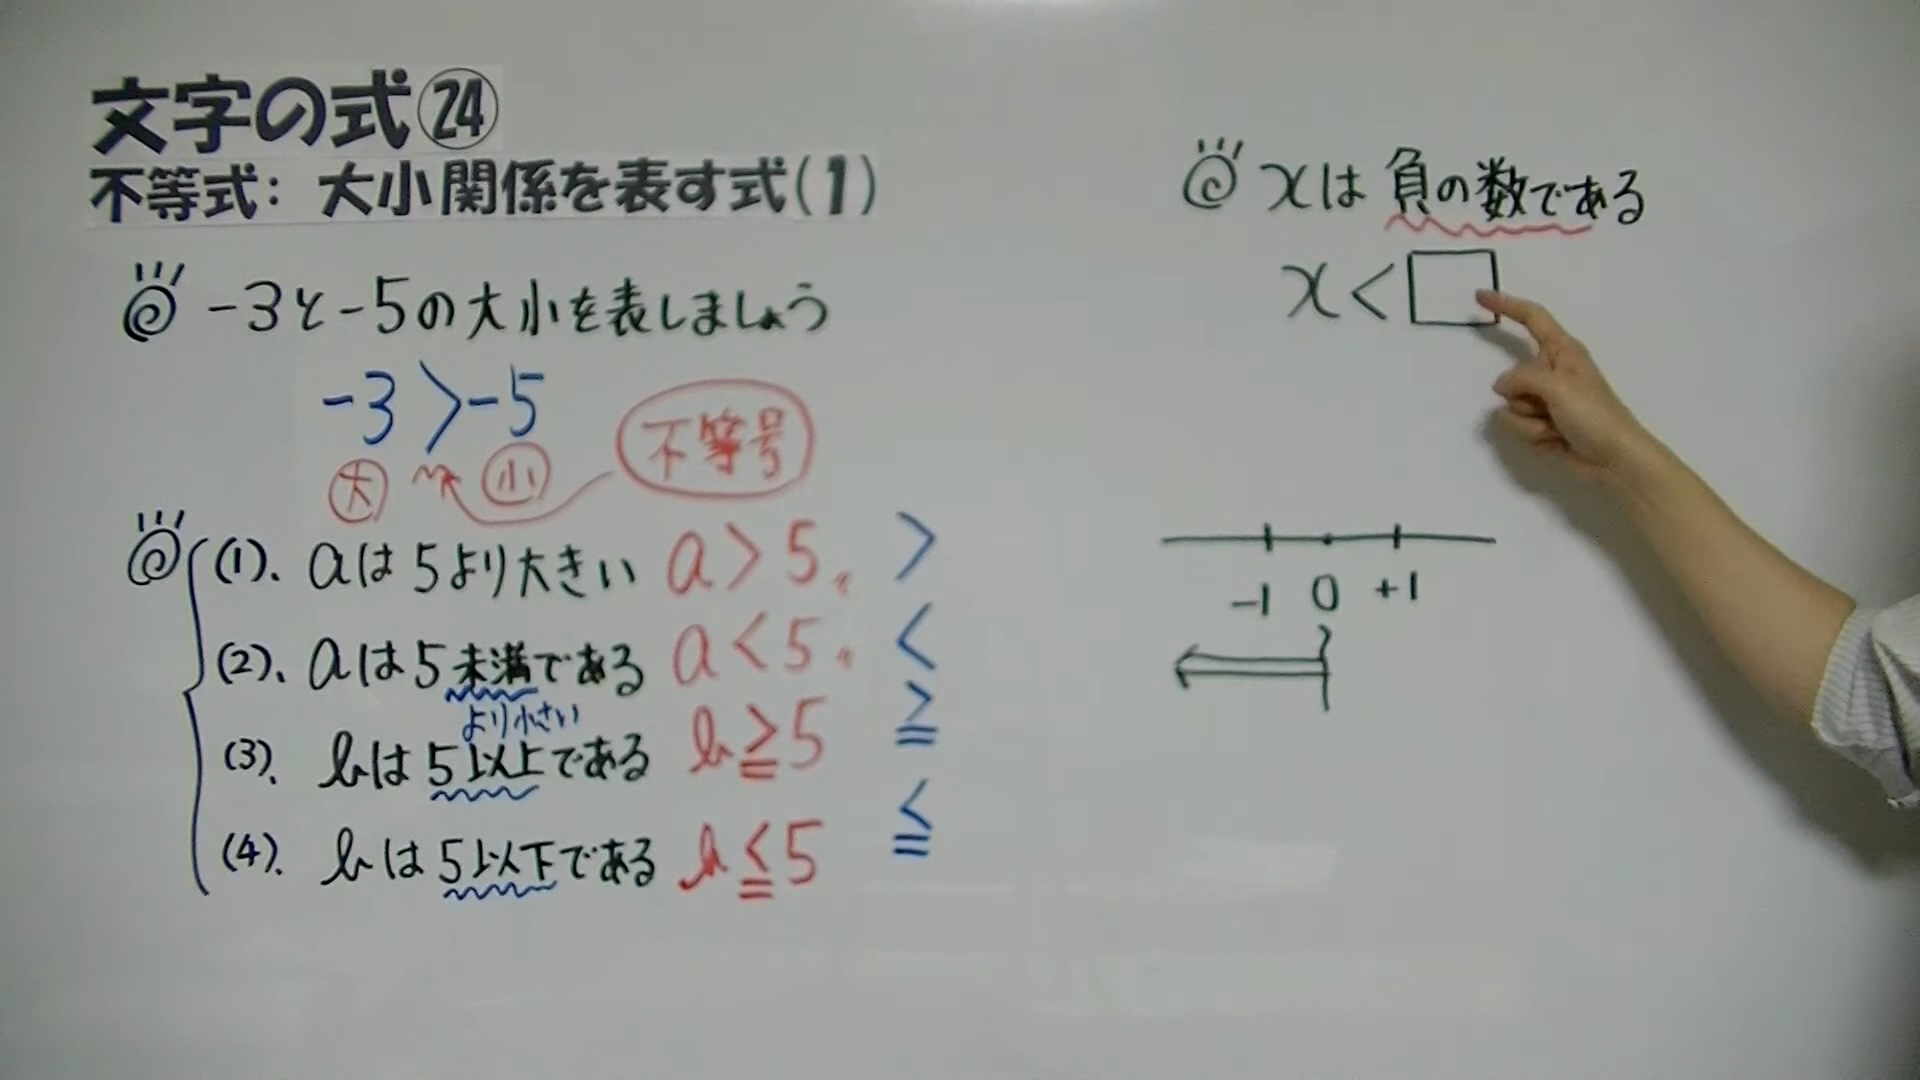 文字の式㉔
不等式：大小関係を表す式(1)
-3と-5の大小を表しましょう
-3 > -5
大 小 不等号
(1). aは5より大きい a > 5. >
(2). aは5未満である a < 5. <
より小さい
(3). bは5以上である b ≧ 5 ≧
(4). bは5以下である b ≦ 5 ≦
xは負の数である
x < □
-1 0 +1